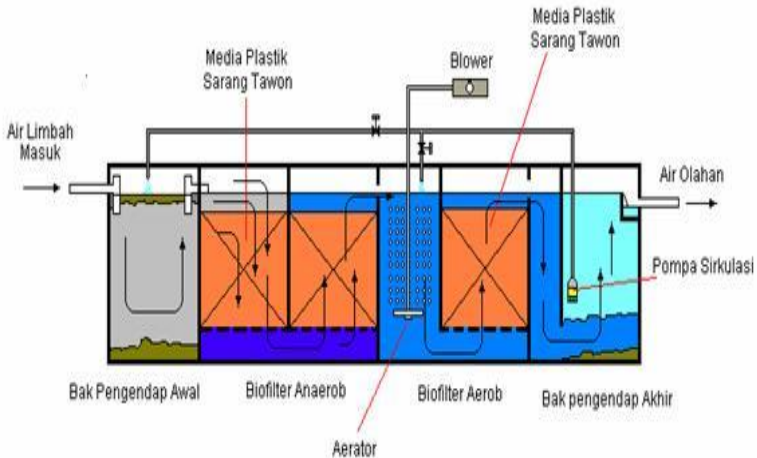 Media Plastik
Sarang Tawon
Media Plastik
Sarang Tawon
Blower
Air Limbah
Masuk
Air Olahan
Pompa Sirkulasi
Bak Pengendap Awal
Biofilter Anaerob
Biofilter Aerob
Bak pengendap Akhir
Aerator